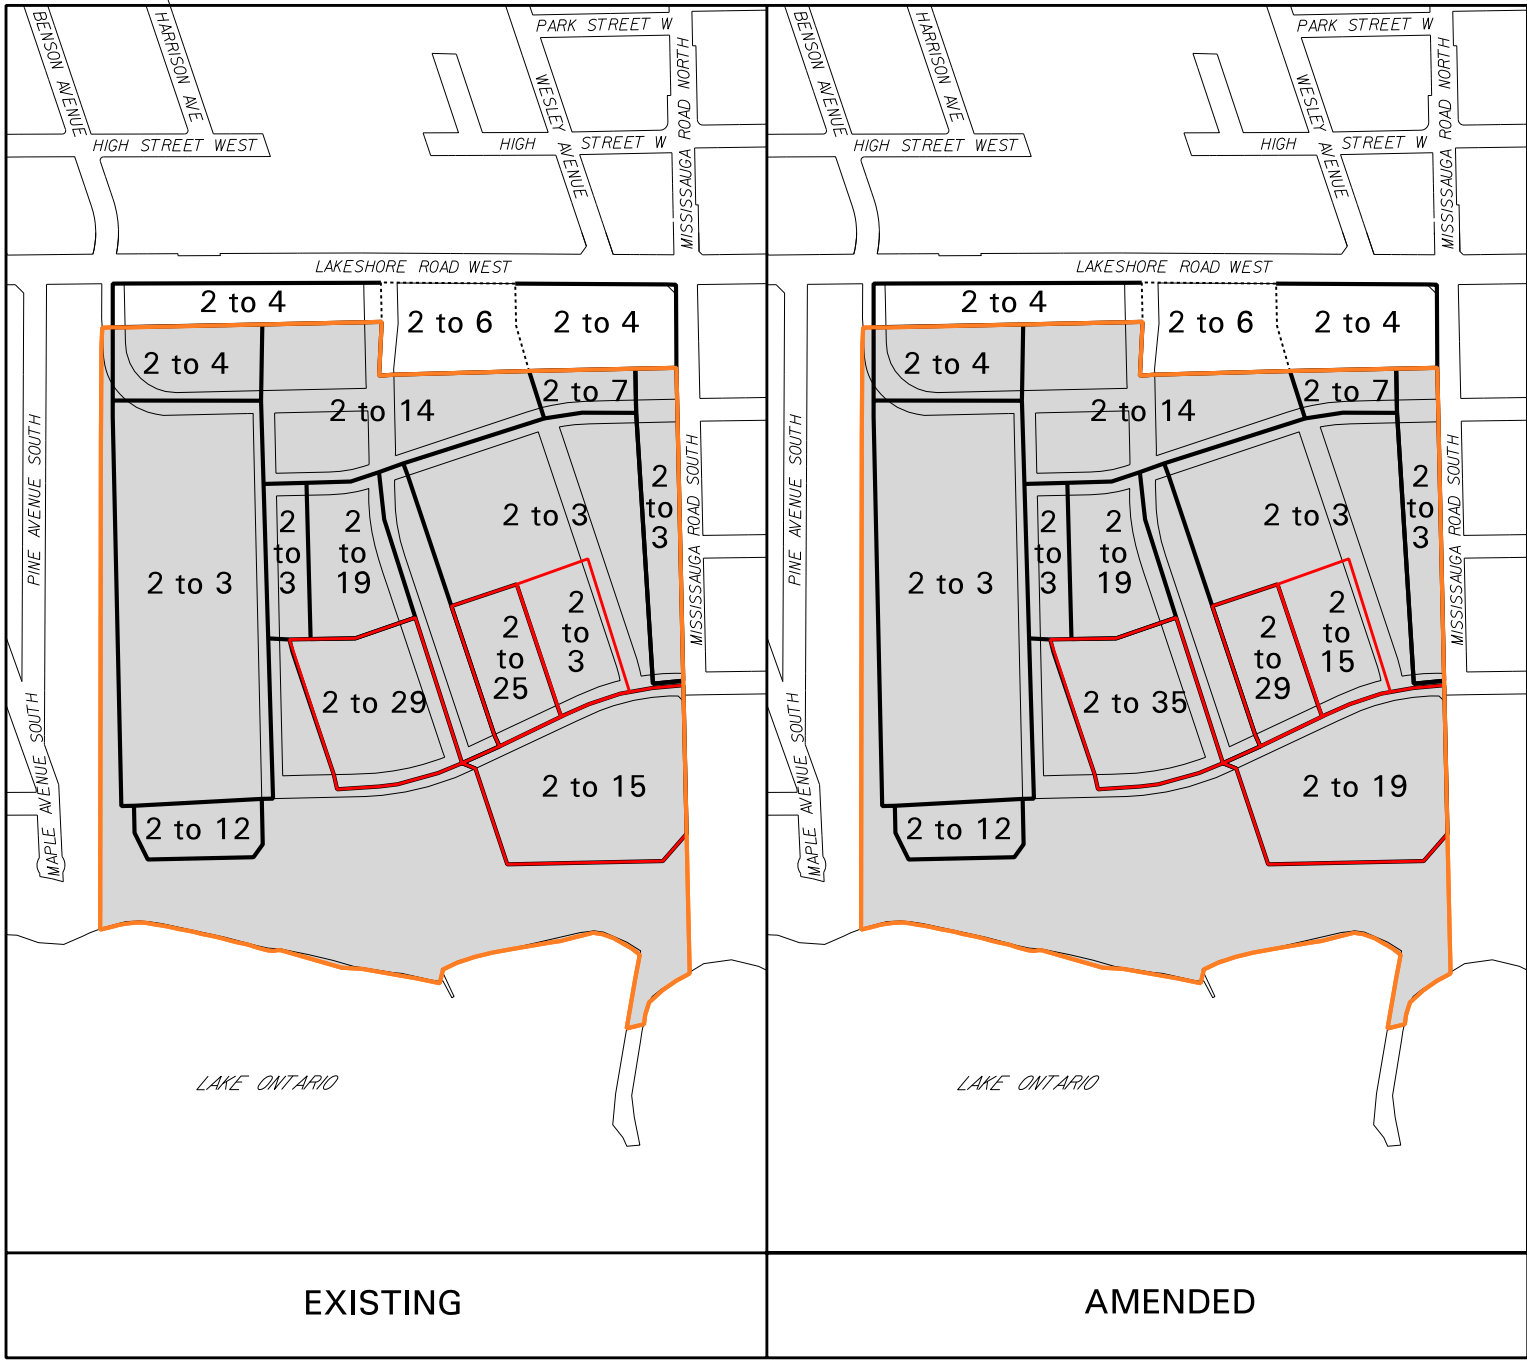 BENSON AVENUE
HARRISON AVE
PARK STREET W
WESLEY AVENUE
MISSISSAUGA ROAD NORTH
HIGH STREET WEST
HIGH STREET W
LAKESHORE ROAD WEST
2 to 4
2 to 6
2 to 4
2 to 4
2 to 7
2 to 14
PINE AVENUE SOUTH
MISSISSAUGA ROAD SOUTH
2
to
3
2 to 3
2
to
3
2
to
19
2 to 3
2
to
3
2
to
25
2 to 29
MAPLE AVENUE SOUTH
2 to 15
2 to 12
LAKE ONTARIO
EXISTING
BENSON AVENUE
HARRISON AVE
PARK STREET W
WESLEY AVENUE
MISSISSAUGA ROAD NORTH
HIGH STREET WEST
HIGH STREET W
LAKESHORE ROAD WEST
2 to 4
2 to 6
2 to 4
2 to 4
2 to 7
2 to 14
PINE AVENUE SOUTH
MISSISSAUGA ROAD SOUTH
2
to
3
2 to 3
2
to
3
2
to
19
2 to 3
2
to
15
2
to
29
2 to 35
MAPLE AVENUE SOUTH
2 to 19
2 to 12
LAKE ONTARIO
AMENDED